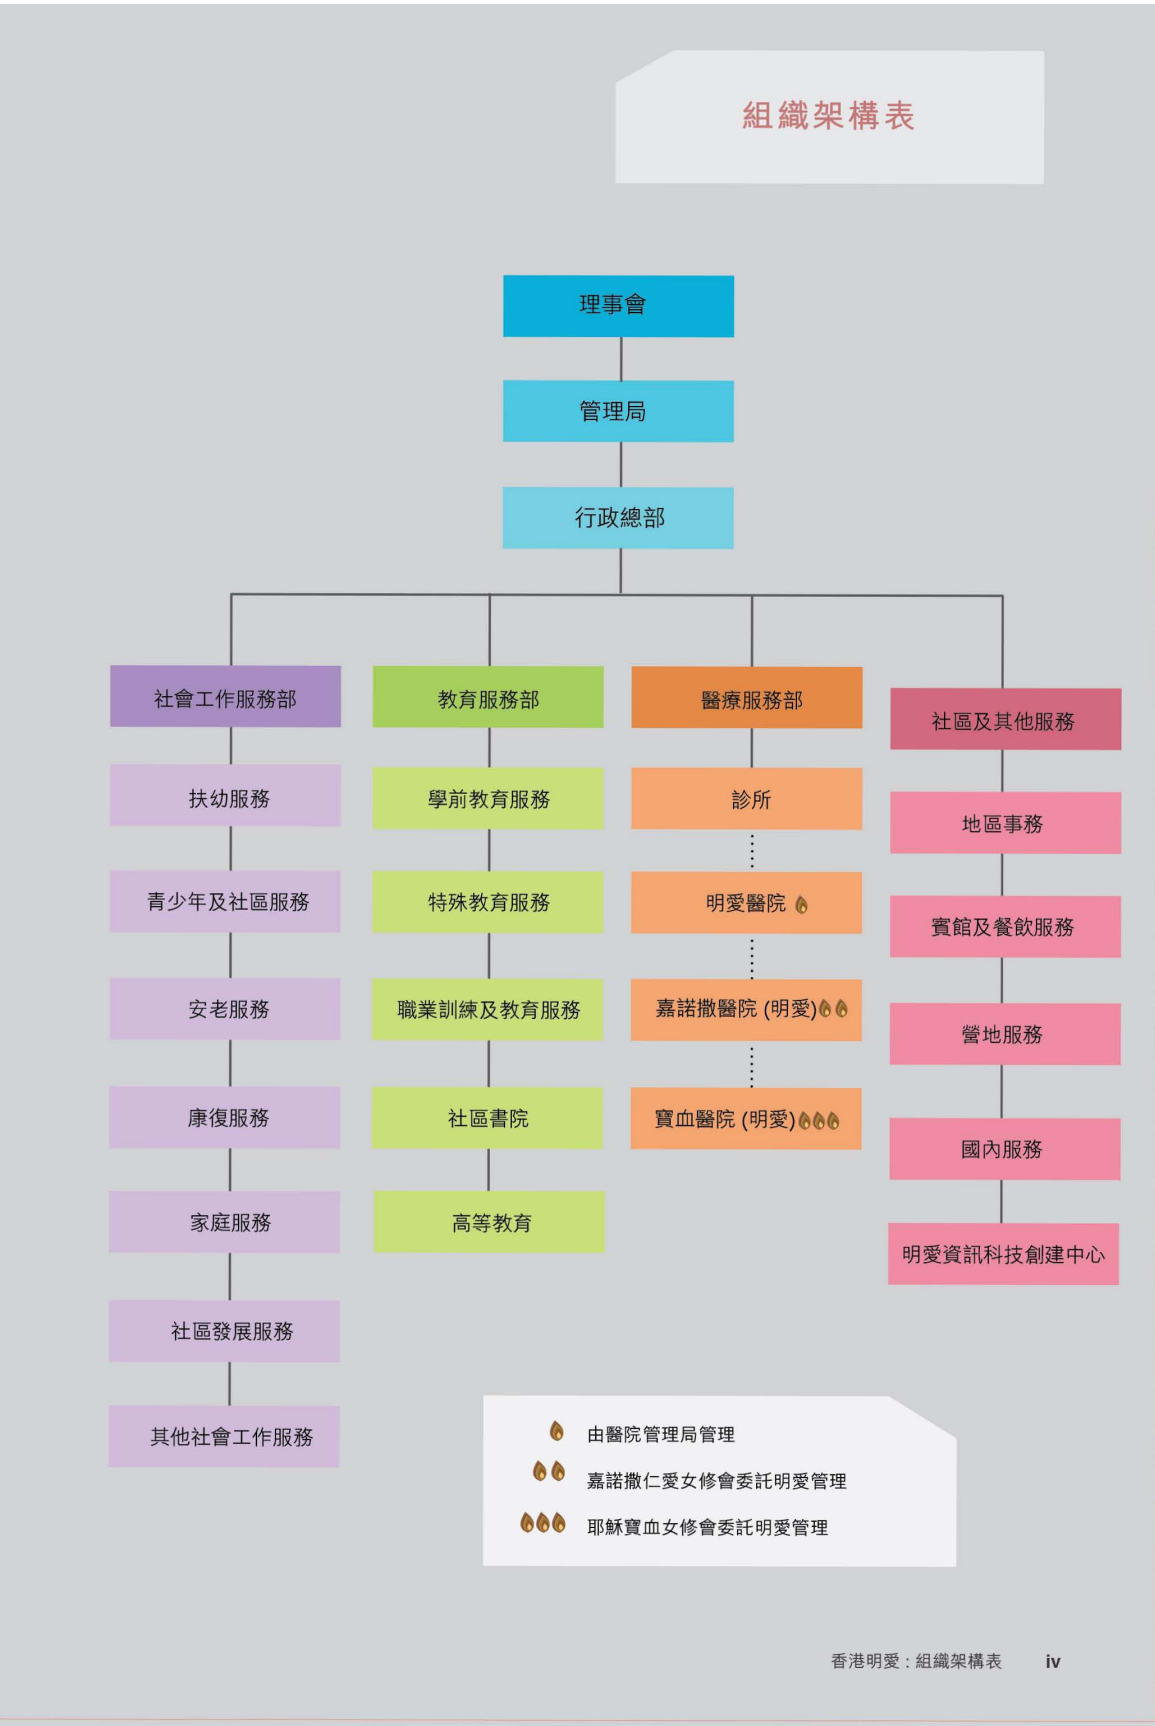 組織架構表
理事會
管理局
行政總部
社會工作服務部
扶幼服務
青少年及社區服務
安老服務
康復服務
家庭服務
社區發展服務
其他社會工作服務
教育服務部
學前教育服務
特殊教育服務
職業訓練及教育服務
社區書院
高等教育
醫療服務部
診所
明愛醫院
嘉諾撒醫院 (明愛)
寶血醫院 (明愛)
社區及其他服務
地區事務
賓館及餐飲服務
營地服務
國內服務
明愛資訊科技創建中心
由醫院管理局管理
嘉諾撒仁愛女修會委託明愛管理
耶穌寶血女修會委託明愛管理
香港明愛 : 組織架構表 iv